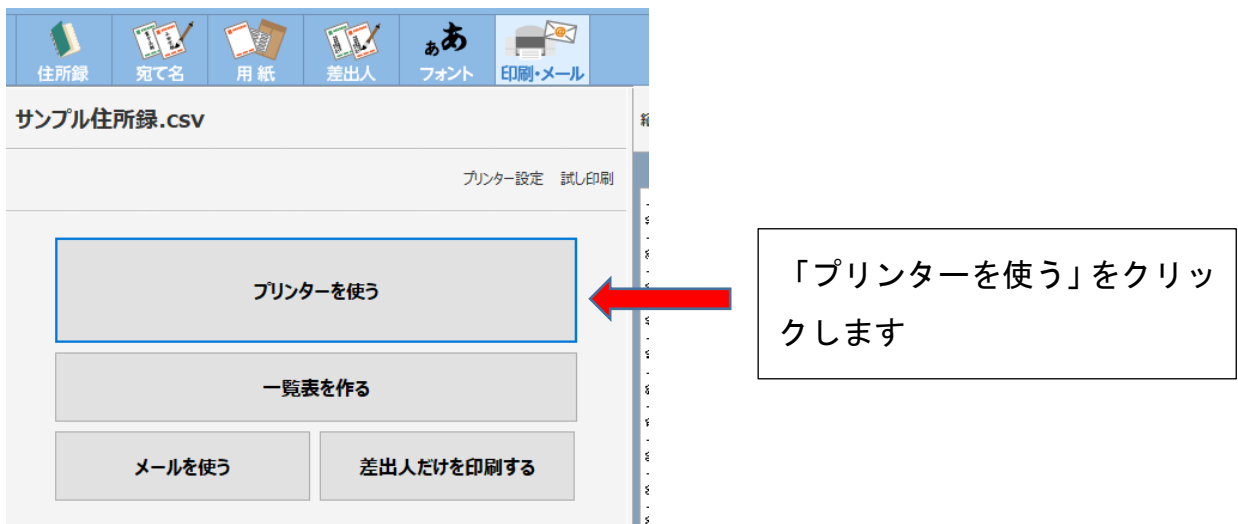 住所録 宛て名 用紙 差出人 フォント 印刷・メール
ぁあ
サンプル住所録.csv
プリンター設定 試し印刷
プリンターを使う
一覧表を作る
メールを使う 差出人だけを印刷する
「プリンターを使う」をクリッ
クします